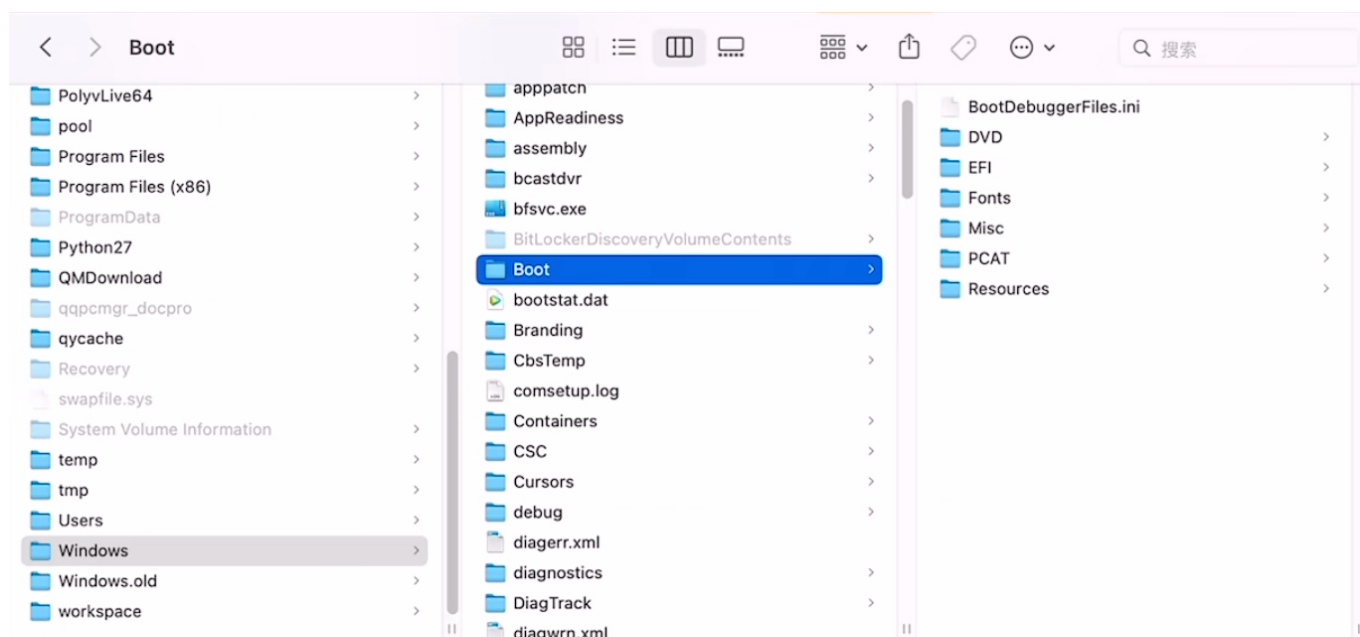 Boot
搜索
PolyvLive64
pool
Program Files
Program Files (x86)
ProgramData
Python27
QMDownload
qqpcmgr_docpro
qycache
Recovery
swapfile.sys
System Volume Information
temp
tmp
Users
Windows
Windows.old
workspace
apppatch
AppReadiness
assembly
bcastdvr
bfsvc.exe
BitLockerDiscoveryVolumeContents
Boot
bootstat.dat
Branding
CbsTemp
comsetup.log
Containers
CSC
Cursors
debug
diagerr.xml
diagnostics
DiagTrack
diagwrn.xml
BootDebuggerFiles.ini
DVD
EFI
Fonts
Misc
PCAT
Resources